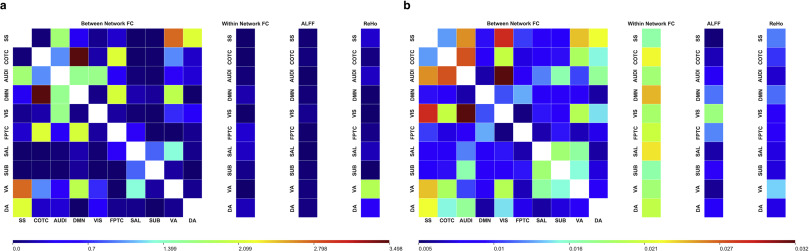 a
Between Network FC Within Network FC ALFF ReHo
SS SS SS SS
COTC COTC COTC COTC
AUDI AUDI AUDI AUDI
DMN DMN DMN DMN
VIS VIS VIS VIS
FPTC FPTC FPTC FPTC
SAL SAL SAL SAL
SUB SUB SUB SUB
VA VA VA VA
DA DA DA DA
SS COTC AUDI DMN VIS FPTC SAL SUB VA DA
0.0 0.7 1.399 2.099 2.798 3.498
b
Between Network FC Within Network FC ALFF ReHo
SS SS SS SS
COTC COTC COTC COTC
AUDI AUDI AUDI AUDI
DMN DMN DMN DMN
VIS VIS VIS VIS
FPTC FPTC FPTC FPTC
SAL SAL SAL SAL
SUB SUB SUB SUB
VA VA VA VA
DA DA DA DA
SS COTC AUDI DMN VIS FPTC SAL SUB VA DA
0.005 0.01 0.016 0.021 0.027 0.032